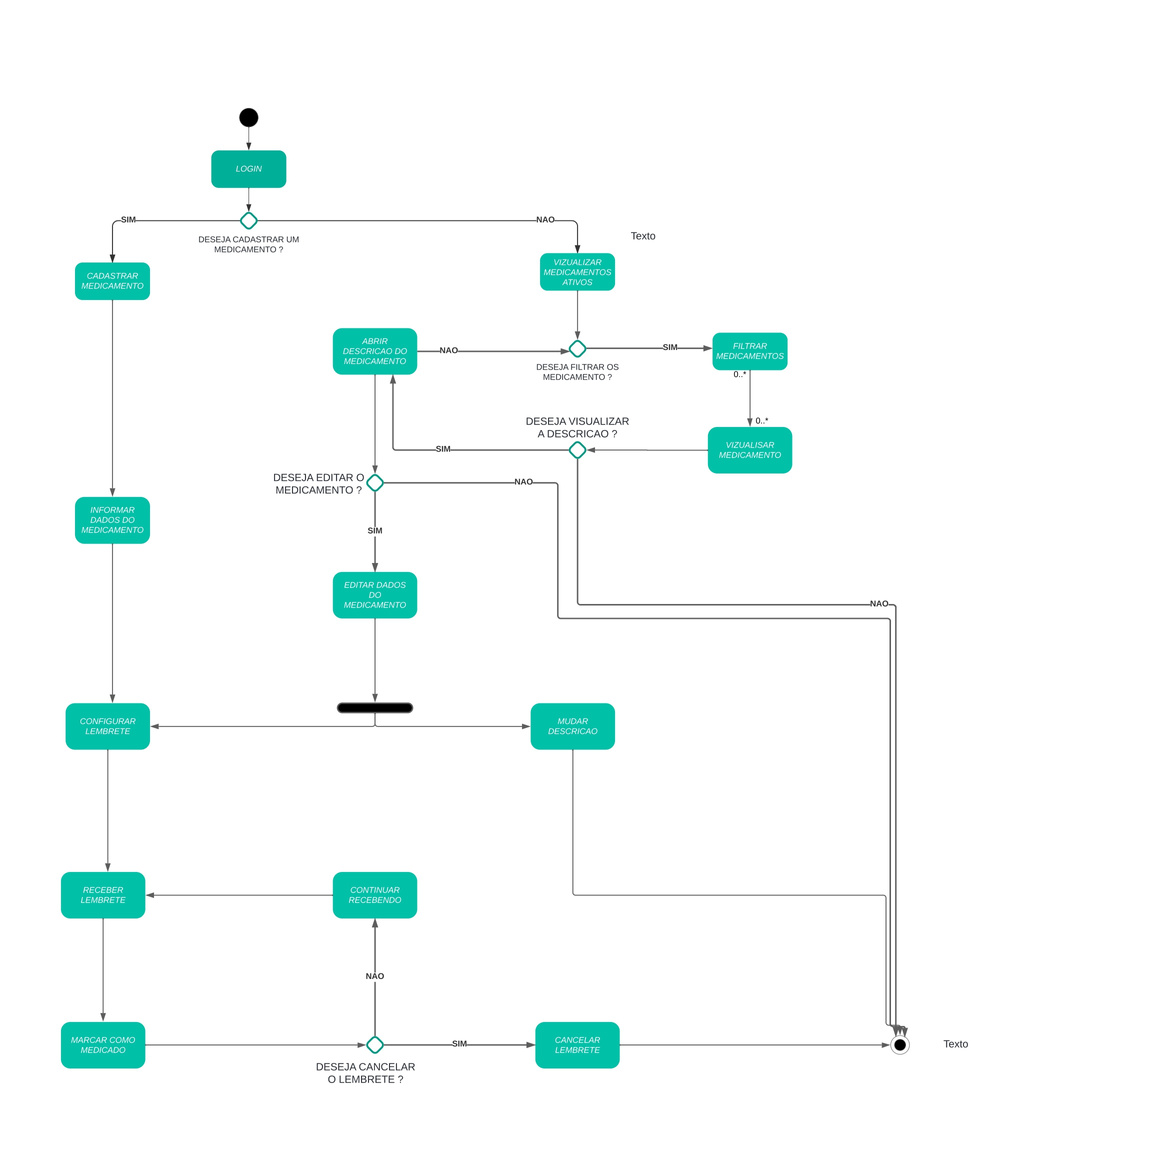 LOGIN
SIM
NAO
DESEJA CADASTRAR UM
MEDICAMENTO ?
Texto
CADASTRAR
MEDICAMENTO
VIZUALIZAR
MEDICAMENTOS
ATIVOS
ABRIR
DESCRICAO DO
MEDICAMENTO
NAO
SIM
FILTRAR
MEDICAMENTOS
DESEJA FILTRAR OS
MEDICAMENTO ?
0..*
0..*
DESEJA VISUALIZAR
A DESCRICAO ?
SIM
VIZUALISAR
MEDICAMENTO
DESEJA EDITAR O
MEDICAMENTO ?
NAO
INFORMAR
DADOS DO
MEDICAMENTO
SIM
EDITAR DADOS
DO
MEDICAMENTO
NAO
CONFIGURAR
LEMBRETE
MUDAR
DESCRICAO
RECEBER
LEMBRETE
CONTINUAR
RECEBENDO
NAO
MARCAR COMO
MEDICADO
SIM
CANCELAR
LEMBRETE
Texto
DESEJA CANCELAR
O LEMBRETE ?